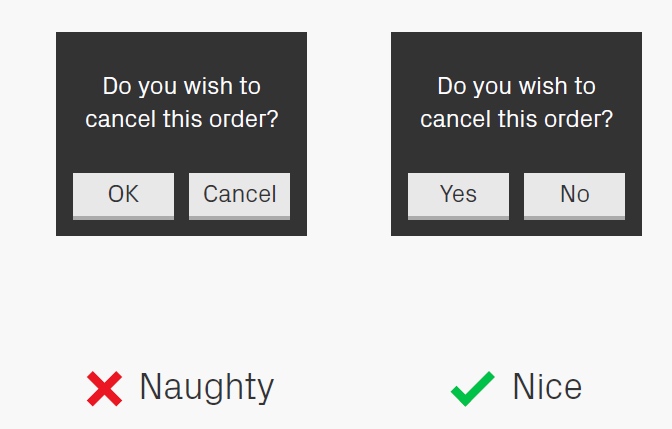 Do you wish to
cancel this order?
OK
Cancel
Do you wish to
cancel this order?
Yes
No
Naughty
Nice